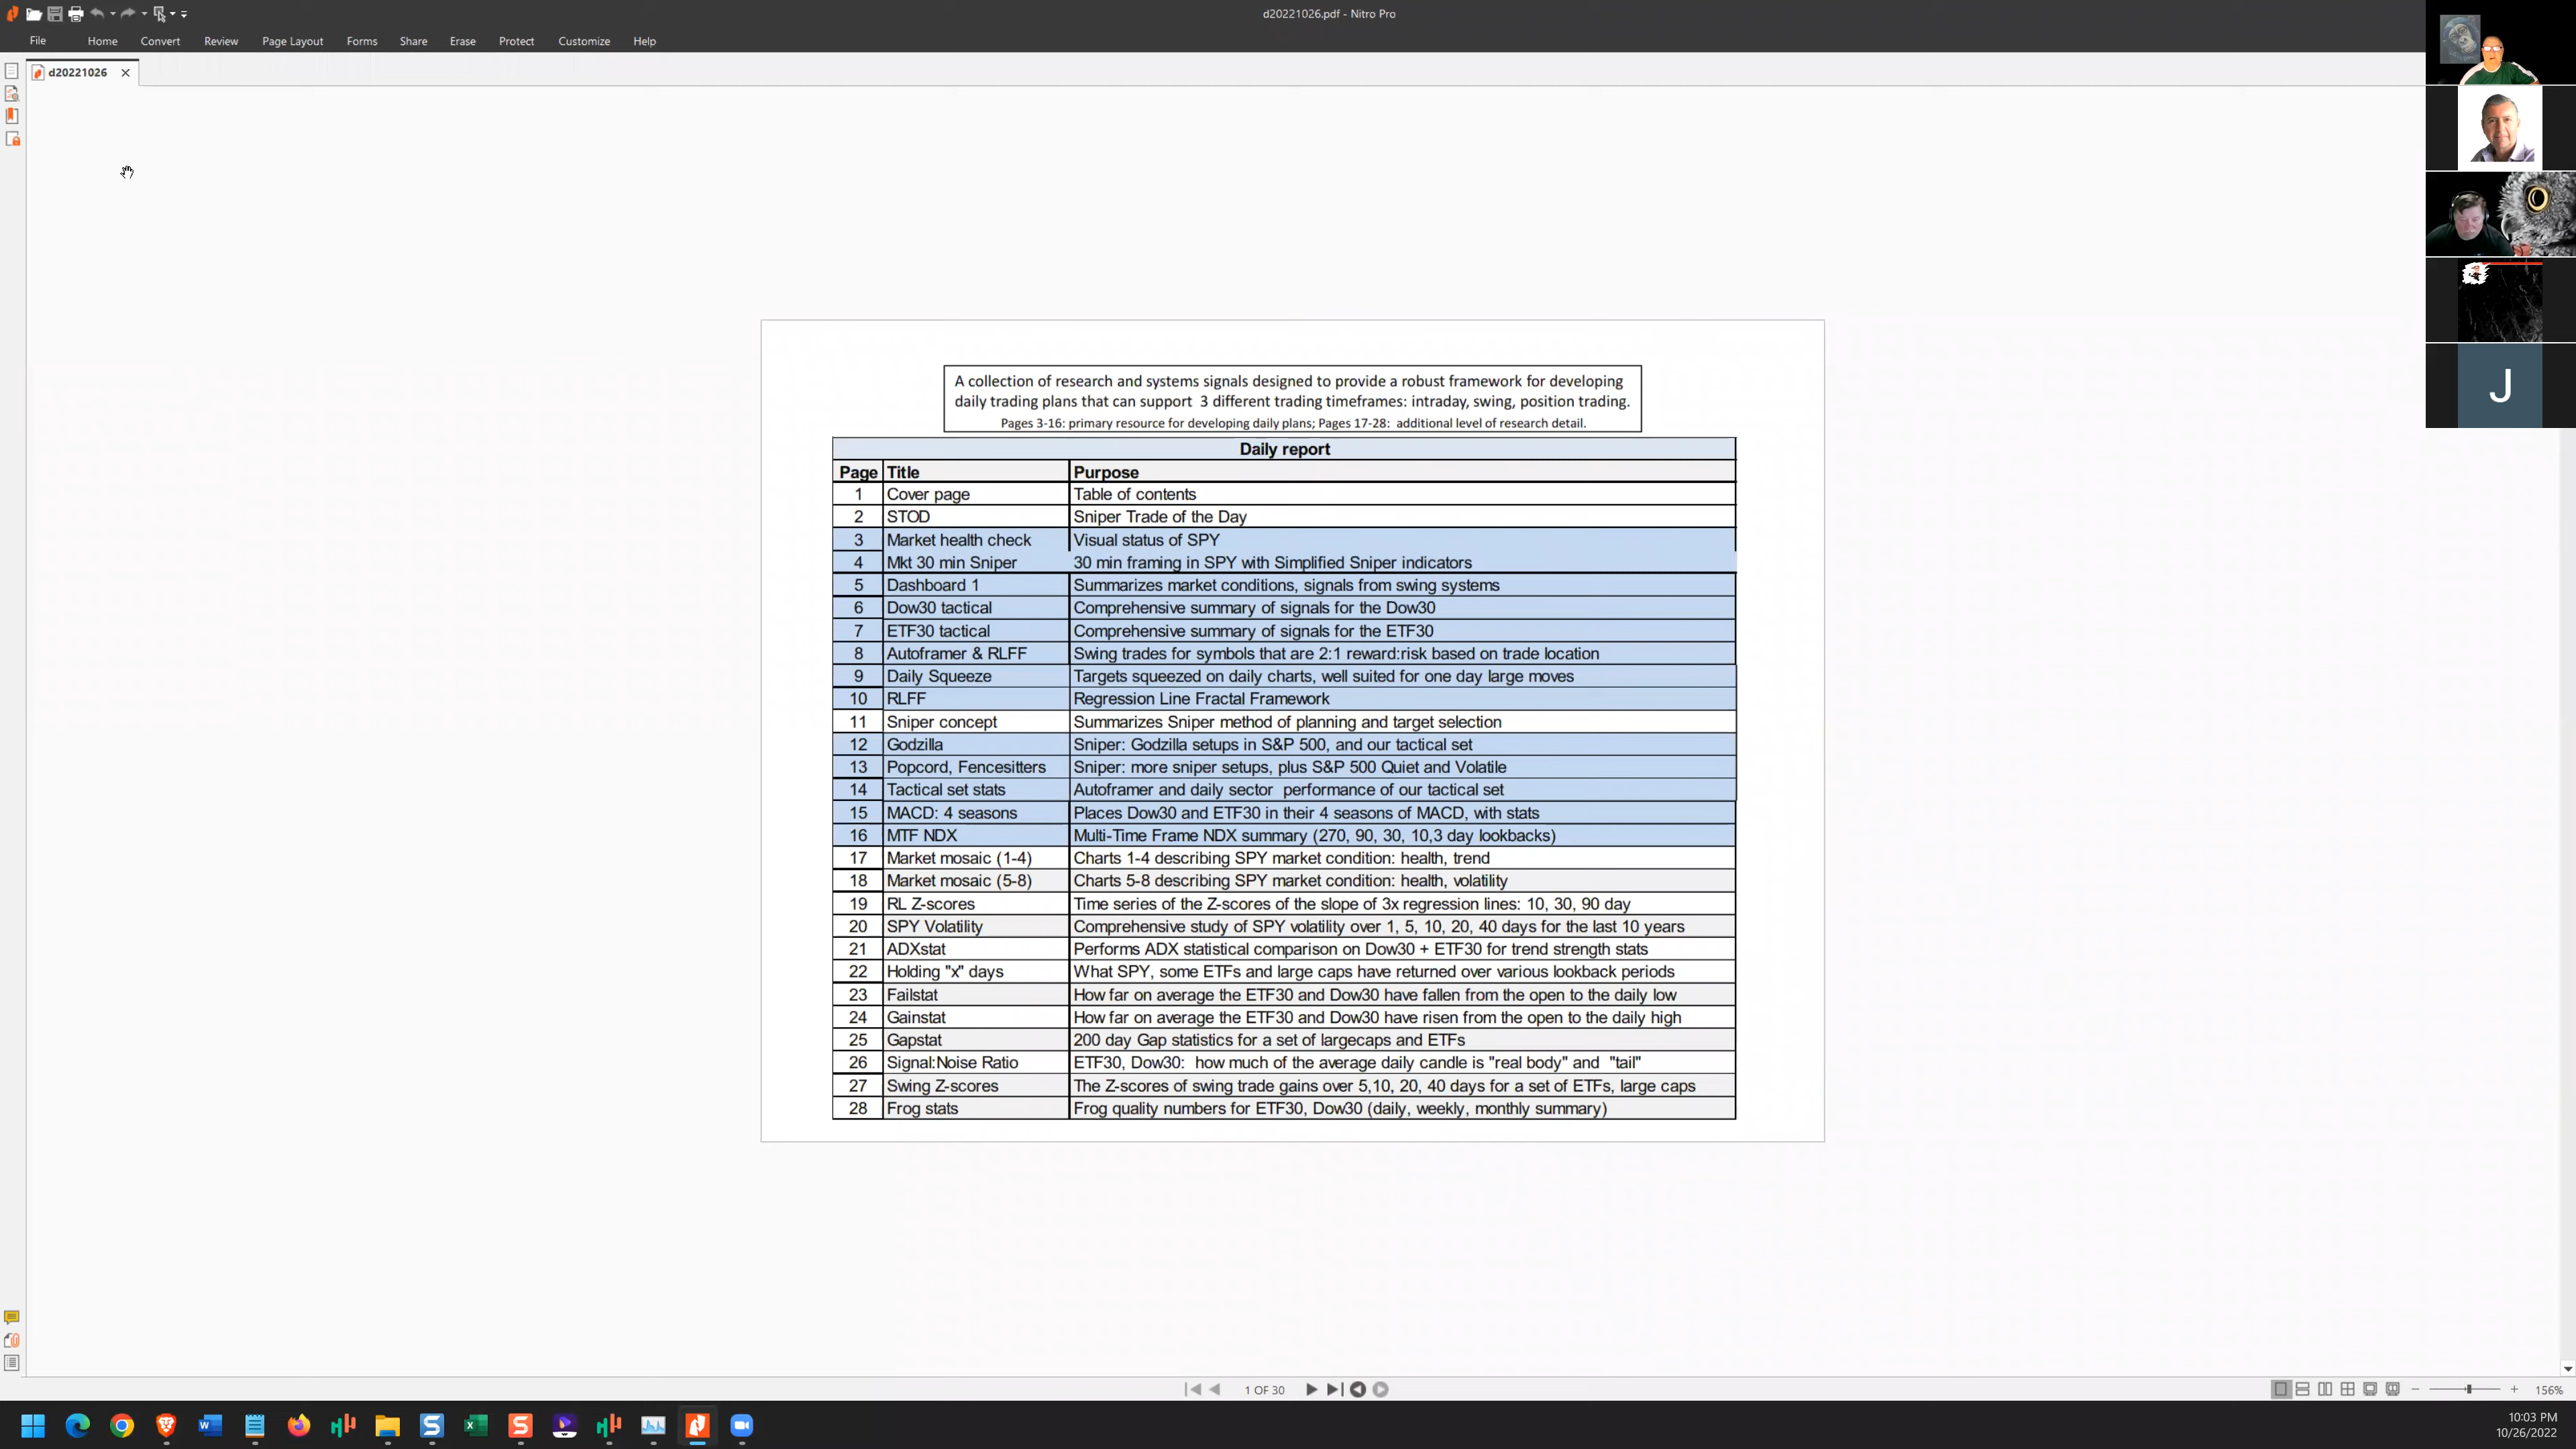 d20221026.pdf - Nitro Pro
File Home Convert Review Page Layout Forms Share Erase Protect Customize Help
d20221026
A collection of research and systems signals designed to provide a robust framework for developing
daily trading plans that can support 3 different trading timeframes: intraday, swing, position trading.
Pages 3-16: primary resource for developing daily plans; Pages 17-28: additional level of research detail.
Daily report
Page Title Purpose
1 Cover page Table of contents
2 STOD Sniper Trade of the Day
3 Market health check Visual status of SPY
4 Mkt 30 min Sniper 30 min framing in SPY with Simplified Sniper indicators
5 Dashboard 1 Summarizes market conditions, signals from swing systems
6 Dow30 tactical Comprehensive summary of signals for the Dow30
7 ETF30 tactical Comprehensive summary of signals for the ETF30
8 Autoframer & RLFF Swing trades for symbols that are 2:1 reward:risk based on trade location
9 Daily Squeeze Targets squeezed on daily charts, well suited for one day large moves
10 RLFF Regression Line Fractal Framework
11 Sniper concept Summarizes Sniper method of planning and target selection
12 Godzilla Sniper: Godzilla setups in S&P 500, and our tactical set
13 Popcord, Fencesitters Sniper: more sniper setups, plus S&P 500 Quiet and Volatile
14 Tactical set stats Autoframer and daily sector performance of our tactical set
15 MACD: 4 seasons Places Dow30 and ETF30 in their 4 seasons of MACD, with stats
16 MTF NDX Multi-Time Frame NDX summary (270, 90, 30, 10,3 day lookbacks)
17 Market mosaic (1-4) Charts 1-4 describing SPY market condition: health, trend
18 Market mosaic (5-8) Charts 5-8 describing SPY market condition: health, volatility
19 RL Z-scores Time series of the Z-scores of the slope of 3x regression lines: 10, 30, 90 day
20 SPY Volatility Comprehensive study of SPY volatility over 1, 5, 10, 20, 40 days for the last 10 years
21 ADXstat Performs ADX statistical comparison on Dow30 + ETF30 for trend strength stats
22 Holding "x" days What SPY, some ETFs and large caps have returned over various lookback periods
23 Failstat How far on average the ETF30 and Dow30 have fallen from the open to the daily low
24 Gainstat How far on average the ETF30 and Dow30 have risen from the open to the daily high
25 Gapstat 200 day Gap statistics for a set of largecaps and ETFs
26 Signal:Noise Ratio ETF30, Dow30: how much of the average daily candle is "real body" and "tail"
27 Swing Z-scores The Z-scores of swing trade gains over 5,10, 20, 40 days for a set of ETFs, large caps
28 Frog stats Frog quality numbers for ETF30, Dow30 (daily, weekly, monthly summary)
J
1 OF 30
156%
10:03 PM
10/26/2022